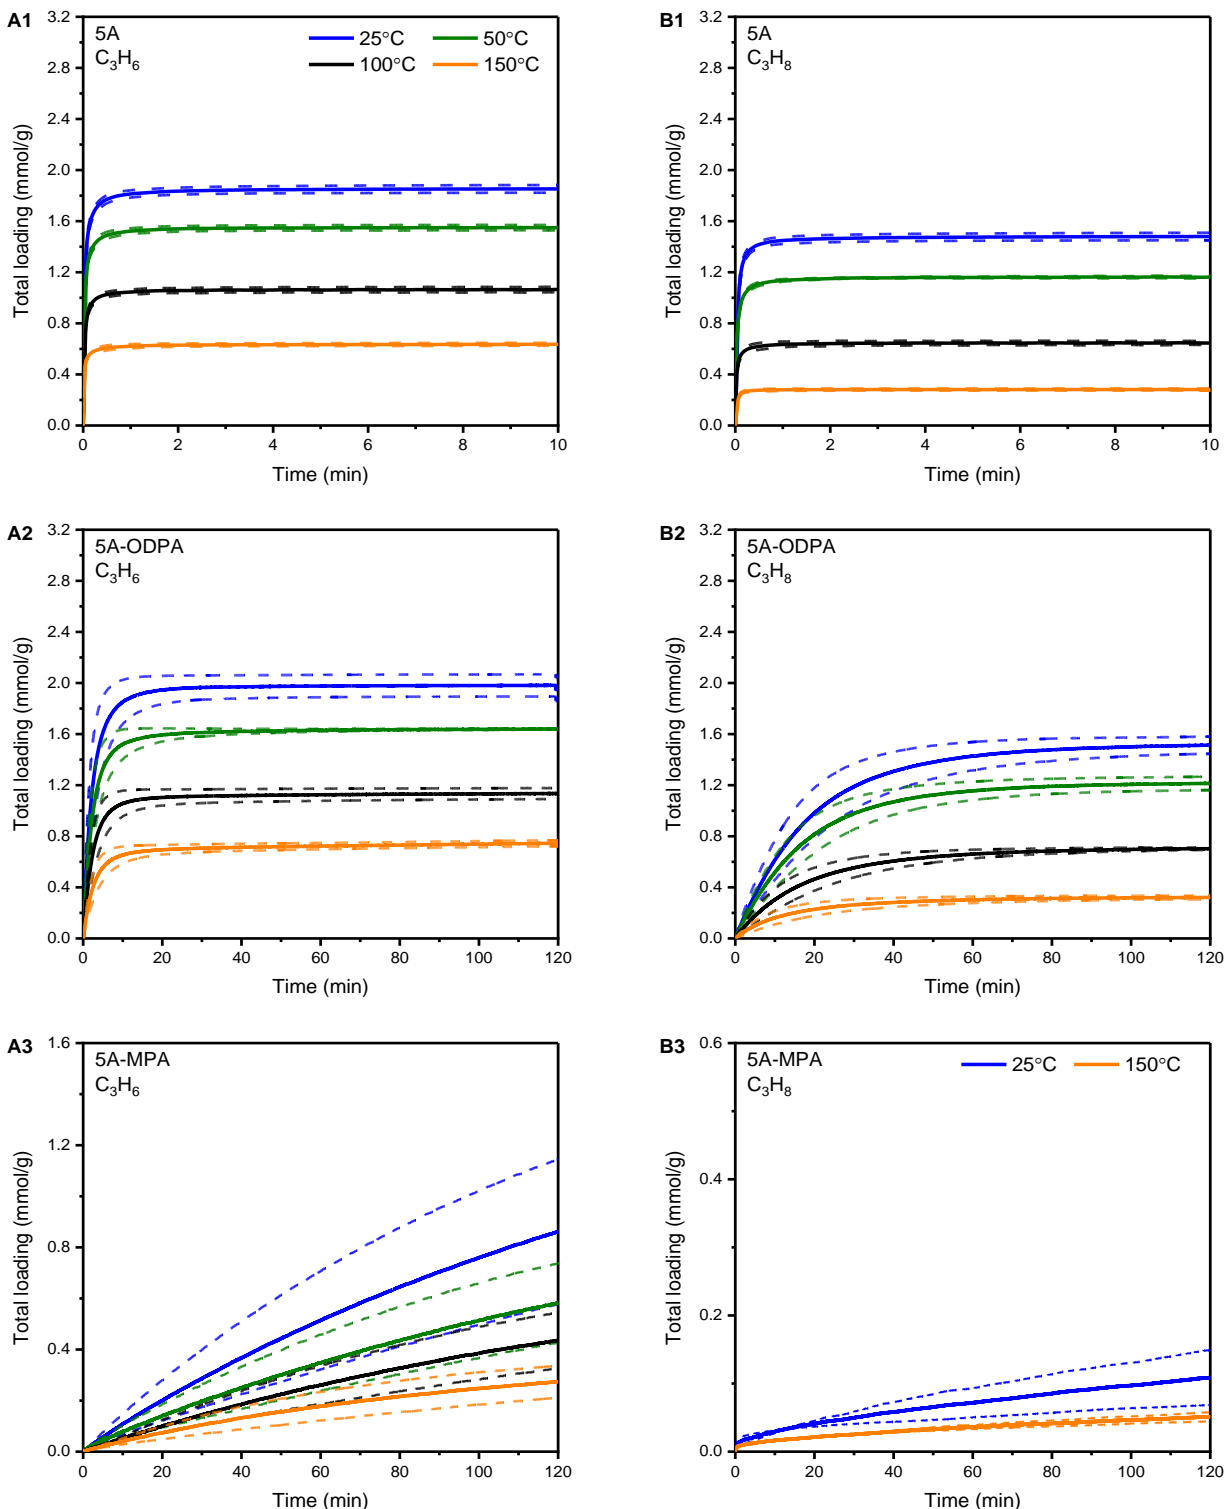 A1
5A
C₃H₆
25°C 50°C
100°C 150°C
Total loading (mmol/g)
3.2
2.8
2.4
2.0
1.6
1.2
0.8
0.4
0.0
0 2 4 6 8 10
Time (min)
B1
5A
C₃H₈
Total loading (mmol/g)
3.2
2.8
2.4
2.0
1.6
1.2
0.8
0.4
0.0
0 2 4 6 8 10
Time (min)
A2
5A-ODPA
C₃H₆
Total loading (mmol/g)
3.2
2.8
2.4
2.0
1.6
1.2
0.8
0.4
0.0
0 20 40 60 80 100 120
Time (min)
B2
5A-ODPA
C₃H₈
Total loading (mmol/g)
3.2
2.8
2.4
2.0
1.6
1.2
0.8
0.4
0.0
0 20 40 60 80 100 120
Time (min)
A3
5A-MPA
C₃H₆
Total loading (mmol/g)
1.6
1.2
0.8
0.4
0.0
0 20 40 60 80 100 120
Time (min)
B3
5A-MPA
C₃H₈
25°C 150°C
Total loading (mmol/g)
0.6
0.4
0.2
0.0
0 20 40 60 80 100 120
Time (min)